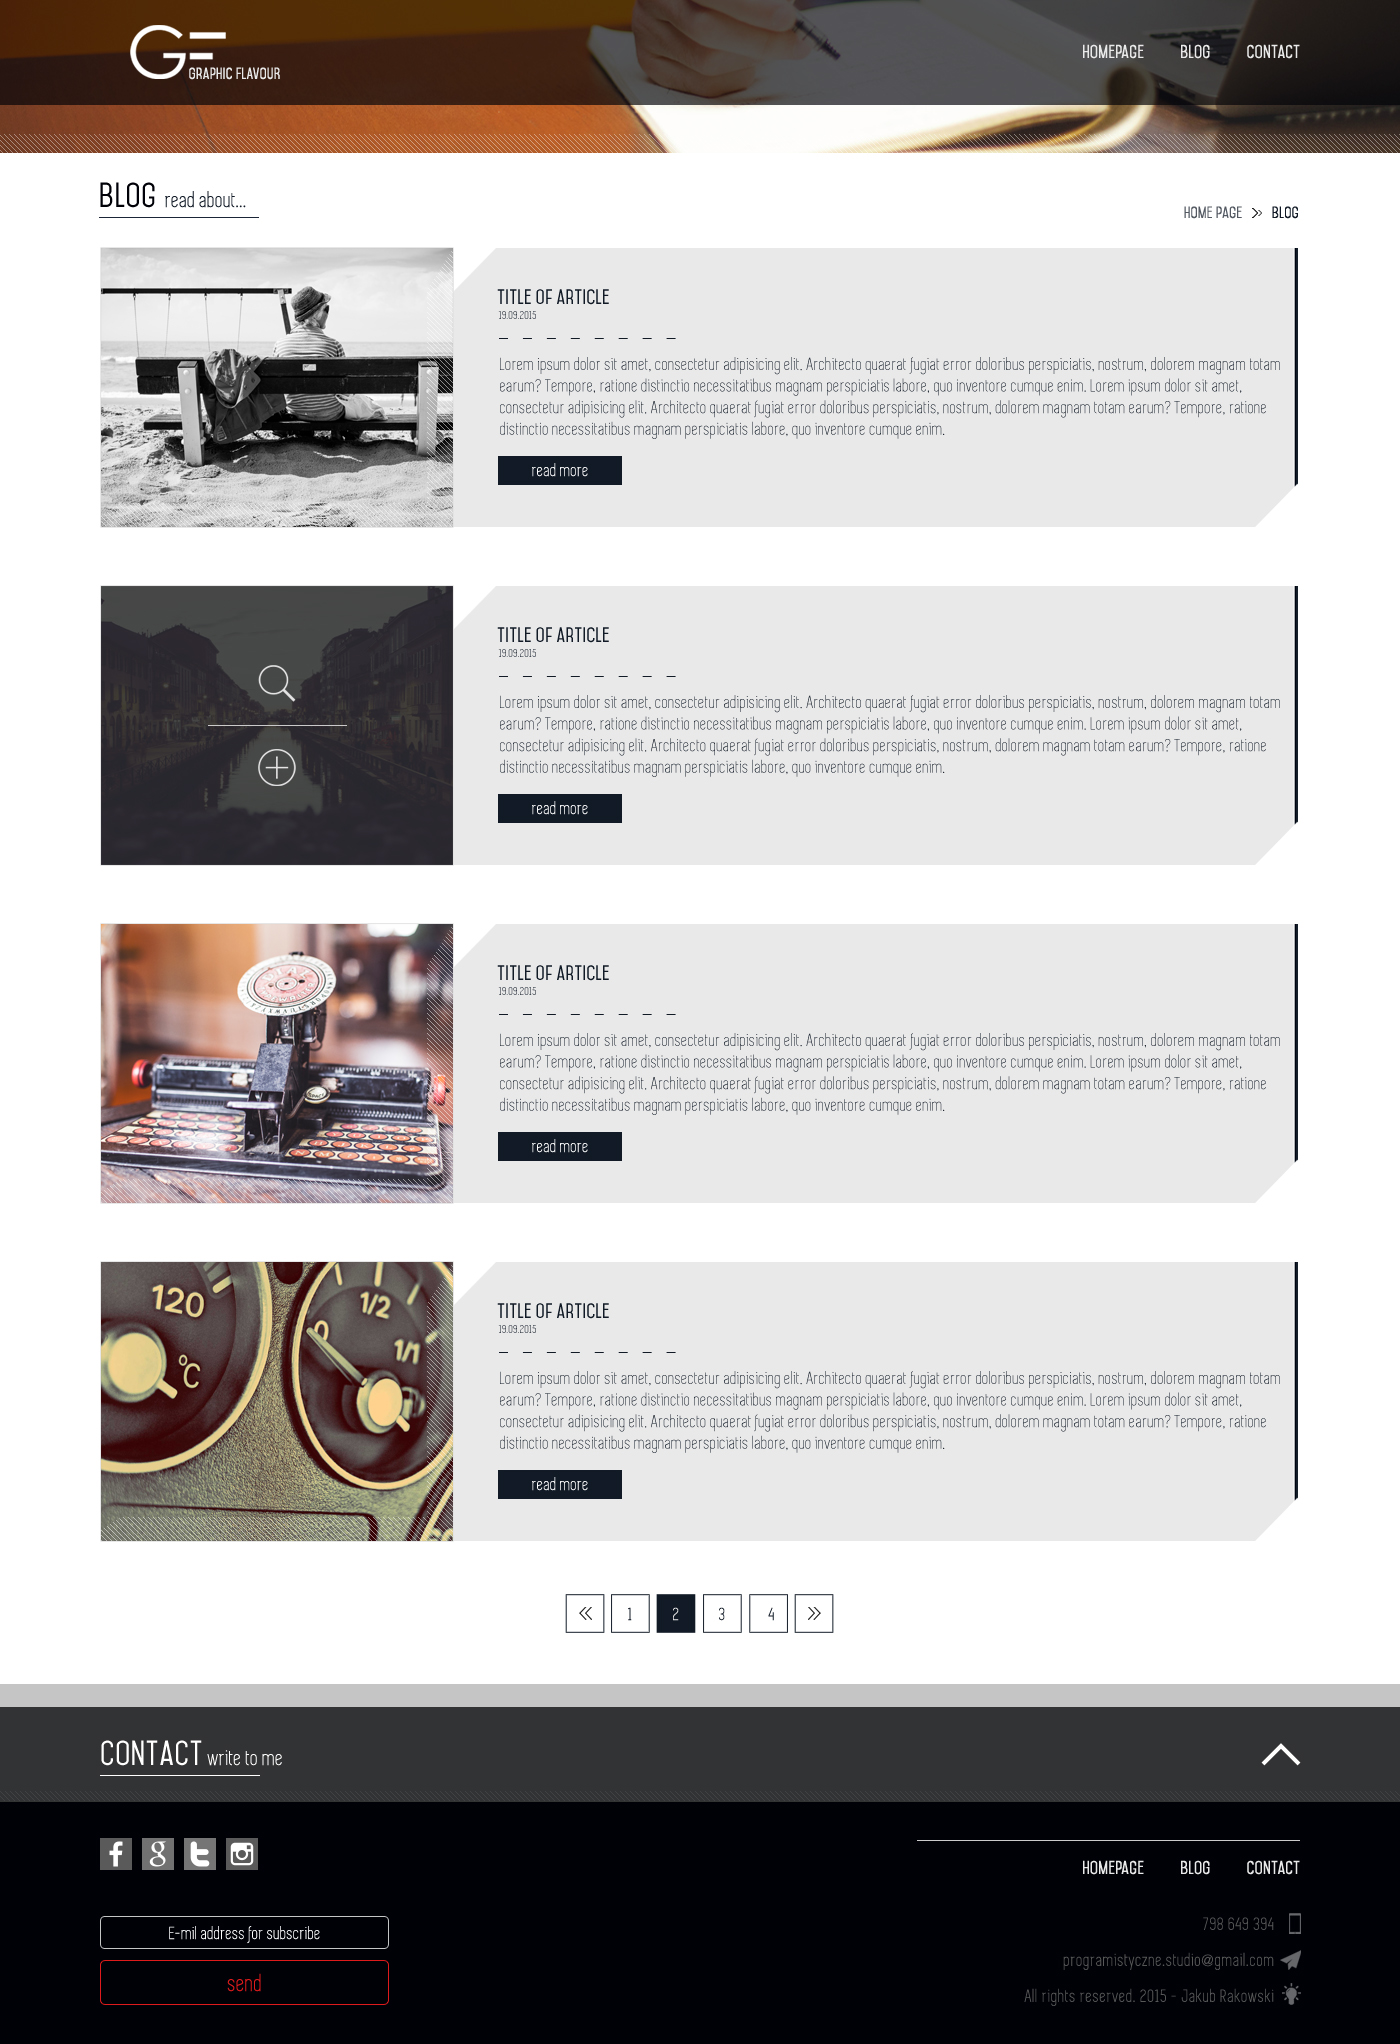 GRAPHIC FLAVOUR
HOMEPAGE BLOG CONTACT
BLOG read about...
HOME PAGE >> BLOG
TITLE OF ARTICLE
19.09.2015
Lorem ipsum dolor sit amet, consectetur adipisicing elit. Architecto quaerat fugiat error doloribus perspiciatis, nostrum, dolorem magnam totam
earum? Tempore, ratione distinctio necessitatibus magnam perspiciatis labore, quo inventore cumque enim. Lorem ipsum dolor sit amet,
consectetur adipisicing elit. Architecto quaerat fugiat error doloribus perspiciatis, nostrum, dolorem magnam totam earum? Tempore, ratione
distinctio necessitatibus magnam perspiciatis labore, quo inventore cumque enim.
read more
TITLE OF ARTICLE
19.09.2015
Lorem ipsum dolor sit amet, consectetur adipisicing elit. Architecto quaerat fugiat error doloribus perspiciatis, nostrum, dolorem magnam totam
earum? Tempore, ratione distinctio necessitatibus magnam perspiciatis labore, quo inventore cumque enim. Lorem ipsum dolor sit amet,
consectetur adipisicing elit. Architecto quaerat fugiat error doloribus perspiciatis, nostrum, dolorem magnam totam earum? Tempore, ratione
distinctio necessitatibus magnam perspiciatis labore, quo inventore cumque enim.
read more
TITLE OF ARTICLE
19.09.2015
Lorem ipsum dolor sit amet, consectetur adipisicing elit. Architecto quaerat fugiat error doloribus perspiciatis, nostrum, dolorem magnam totam
earum? Tempore, ratione distinctio necessitatibus magnam perspiciatis labore, quo inventore cumque enim. Lorem ipsum dolor sit amet,
consectetur adipisicing elit. Architecto quaerat fugiat error doloribus perspiciatis, nostrum, dolorem magnam totam earum? Tempore, ratione
distinctio necessitatibus magnam perspiciatis labore, quo inventore cumque enim.
read more
120
°C
0
1/2
1/1
TITLE OF ARTICLE
19.09.2015
Lorem ipsum dolor sit amet, consectetur adipisicing elit. Architecto quaerat fugiat error doloribus perspiciatis, nostrum, dolorem magnam totam
earum? Tempore, ratione distinctio necessitatibus magnam perspiciatis labore, quo inventore cumque enim. Lorem ipsum dolor sit amet,
consectetur adipisicing elit. Architecto quaerat fugiat error doloribus perspiciatis, nostrum, dolorem magnam totam earum? Tempore, ratione
distinctio necessitatibus magnam perspiciatis labore, quo inventore cumque enim.
read more
<< 1 2 3 4 >>
CONTACT write to me
HOMEPAGE BLOG CONTACT
E-mil address for subscribe
send
798 649 394
programistyczne.studio@gmail.com
All rights reserved. 2015 - Jakub Rakowski